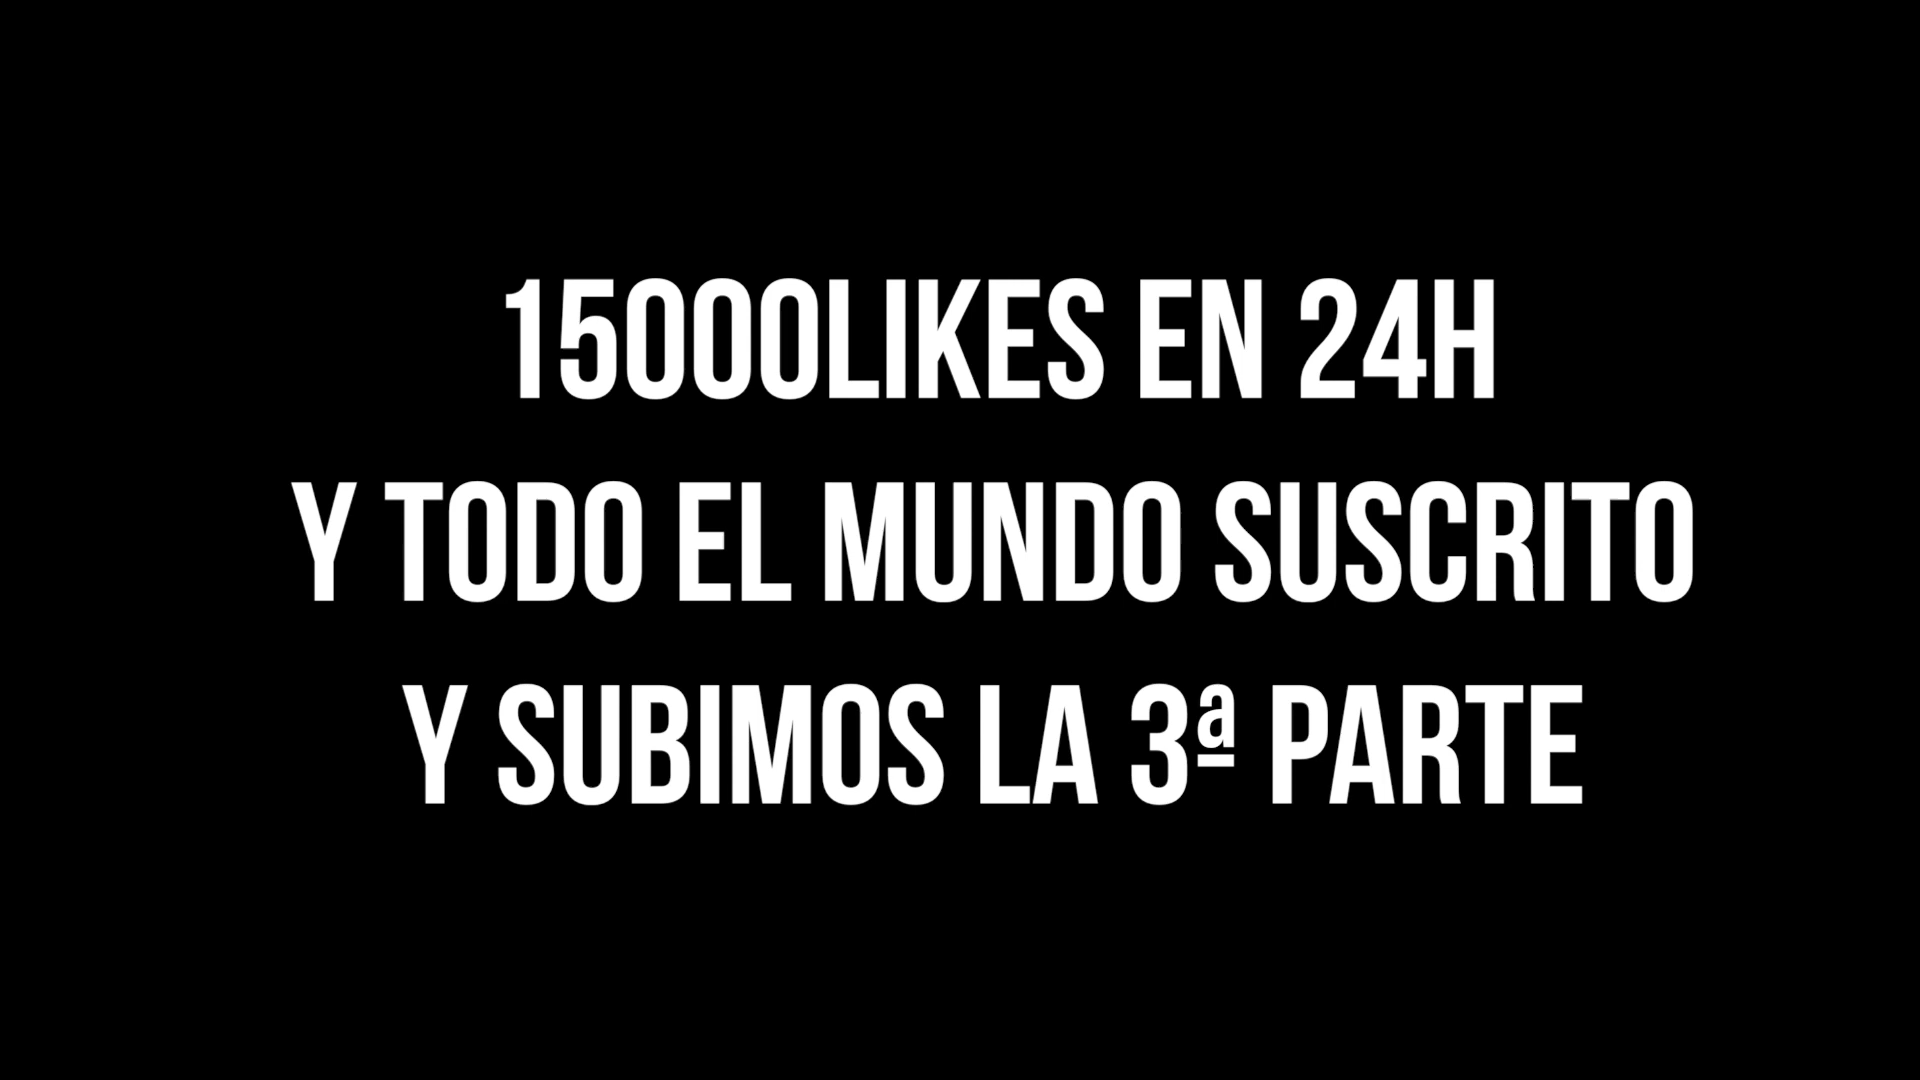 15000LIKES EN 24H
Y TODO EL MUNDO SUSCRITO
Y SUBIMOS LA 3ª PARTE